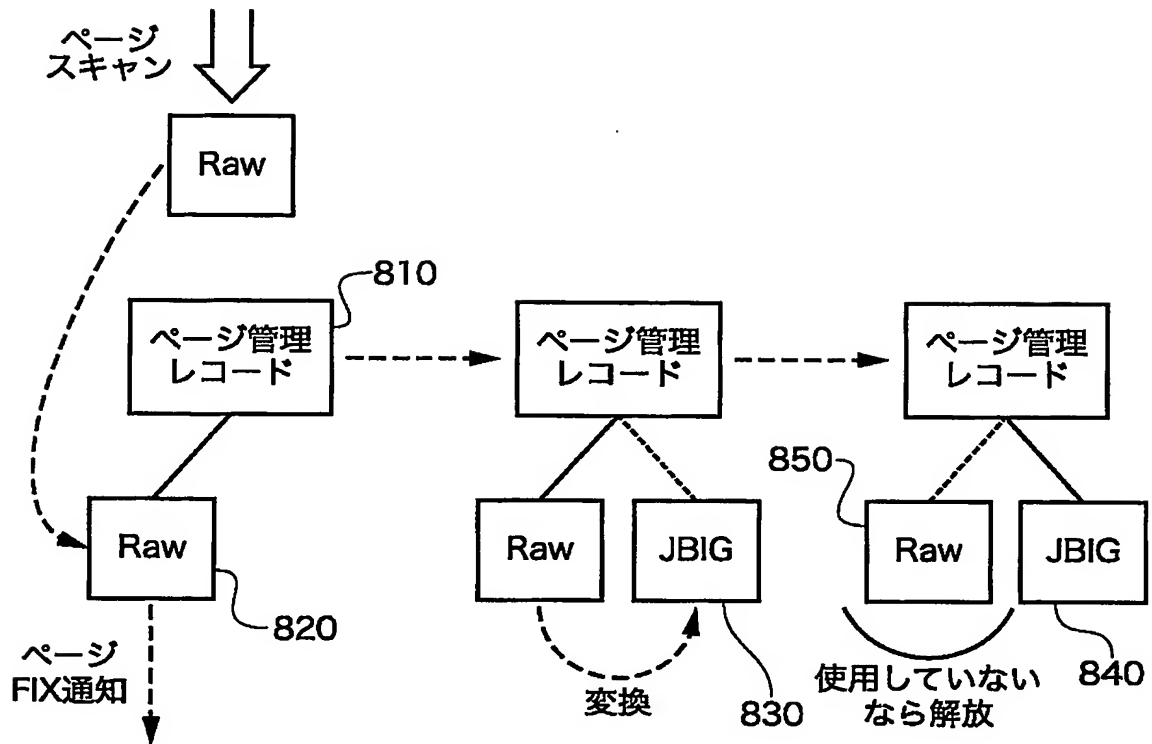 ページ
スキャン
Raw
810
ページ管理
レコード
ページ管理
レコード
ページ管理
レコード
850
Raw
Raw
JBIG
Raw
JBIG
820
ページ
FIX通知
変換
830
使用していない
なら解放
840